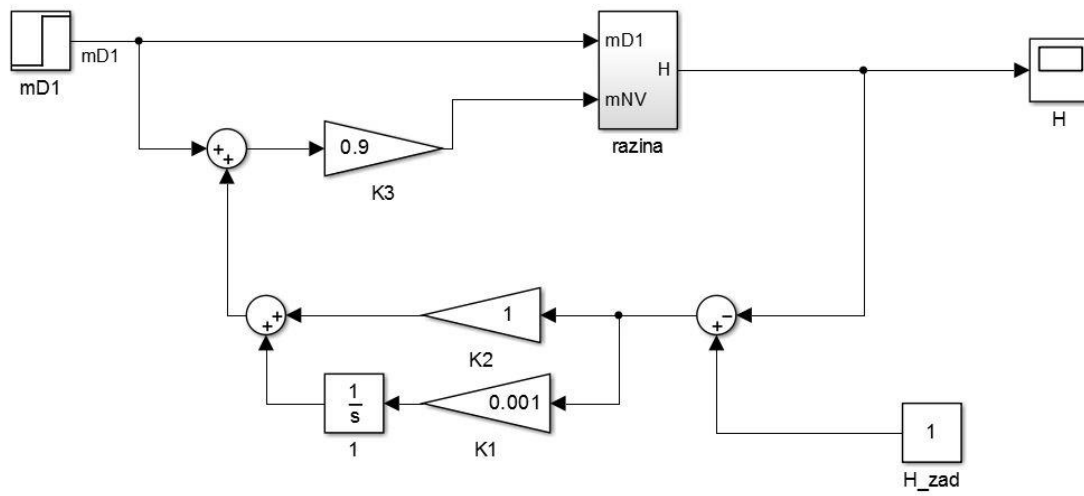 mD1
mD1
mD1
mNV
H
razina
H
+
+
0.9
K3
+
+
1
K2
−
+
1
s
1
0.001
K1
1
H_zad